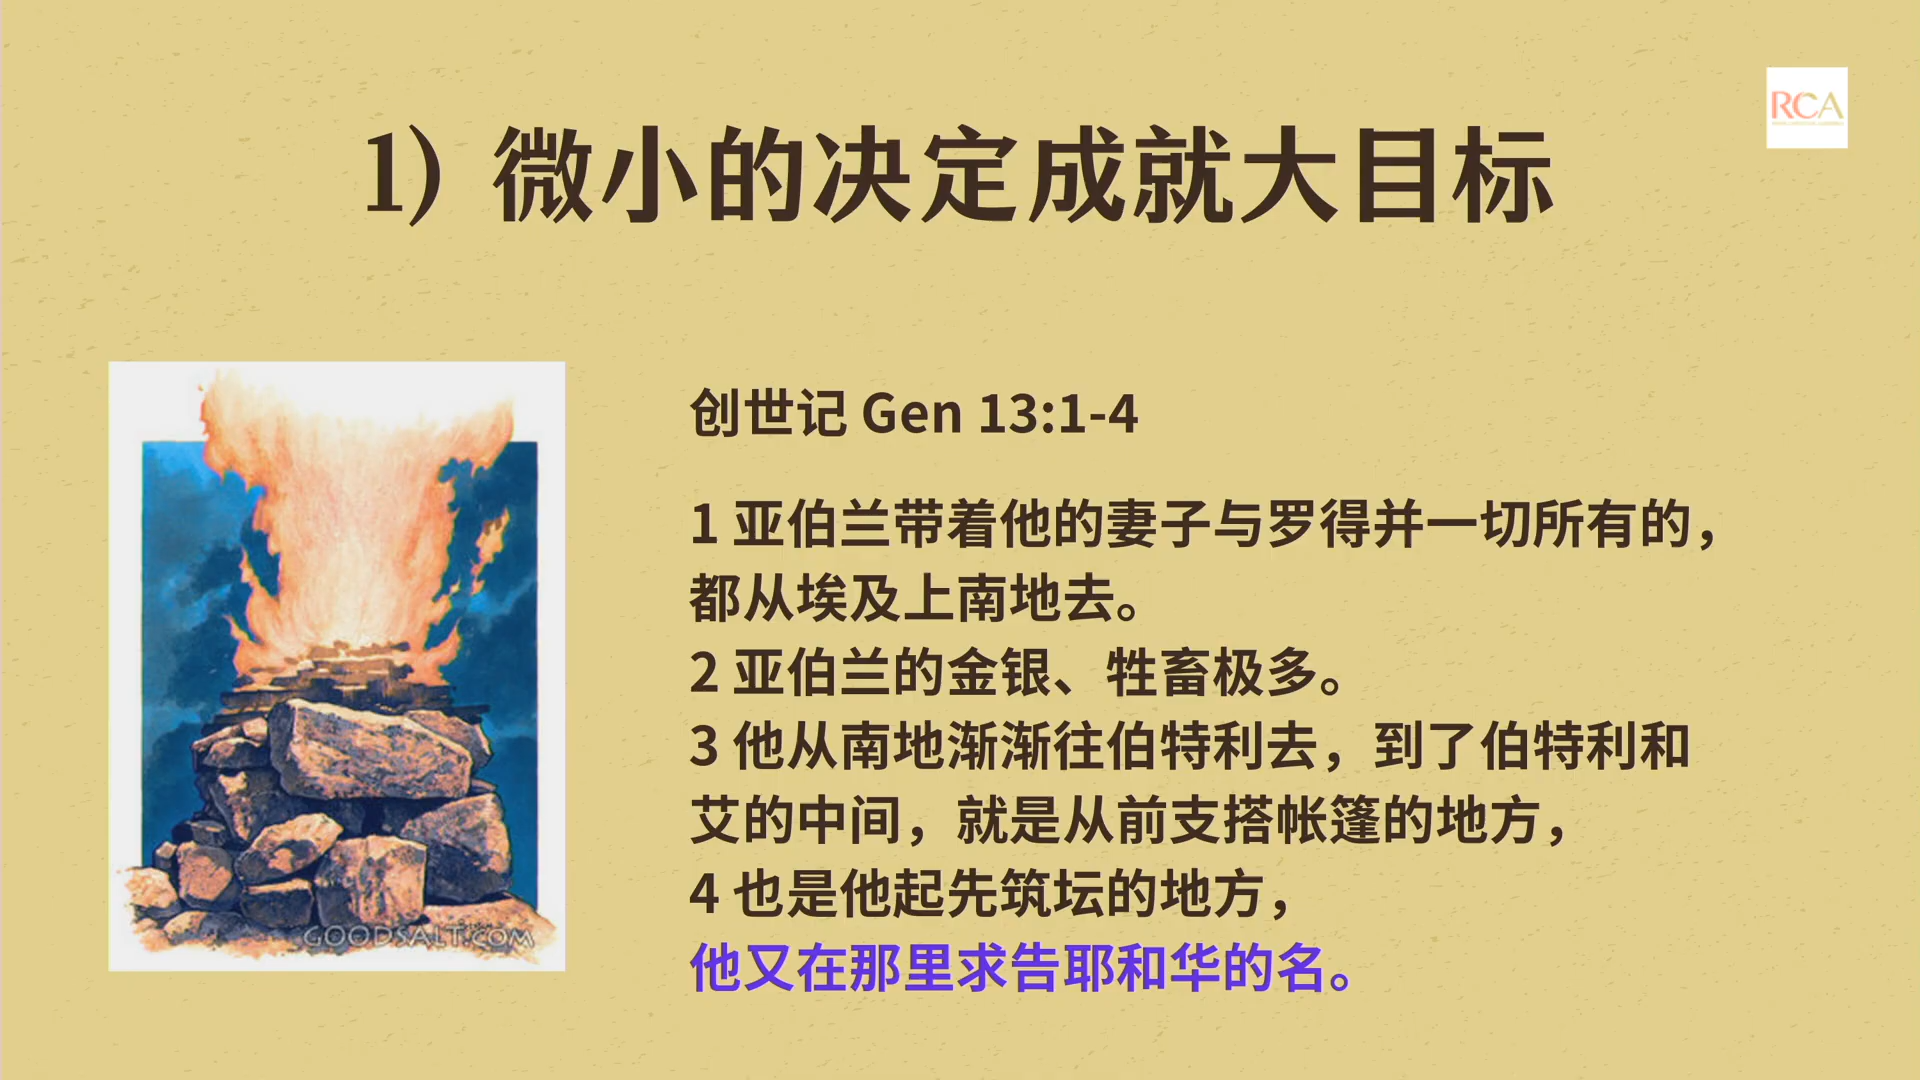 RCA
1) 微小的决定成就大目标
创世记 Gen 13:1-4
1 亚伯兰带着他的妻子与罗得并一切所有的，
都从埃及上南地去。
2 亚伯兰的金银、牲畜极多。
3 他从南地渐渐往伯特利去，到了伯特利和
艾的中间，就是从前支搭帐篷的地方，
4 也是他起先筑坛的地方，
他又在那里求告耶和华的名。
GOODSALT.COM